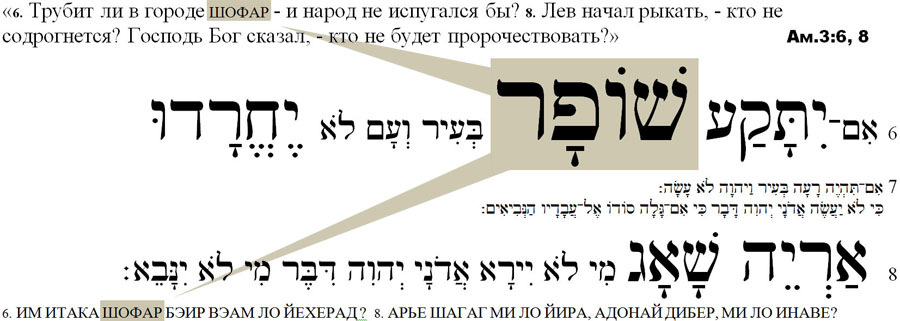 «6. Трубит ли в городе ШОФАР - и народ не испугался бы? 8. Лев начал рыкать, - кто не
содрогнется? Господь Бог сказал, - кто не будет пророчествовать?» Ам.3:6, 8
6 אִם־יִתָּקַע שׁוֹפָר בְּעִיר וְעָם לֹא יֶחֱרָדוּ
7 אִם־תִּהְיֶה רָעָה בְּעִיר וַיהוָה לֹא עָשָׂה׃
כִּי לֹא יַעֲשֶׂה אֲדֹנָי יְהוִה דָּבָר כִּי אִם־גָּלָה סוֹדוֹ אֶל־עֲבָדָיו הַנְּבִיאִים׃
8 אַרְיֵה שָׁאָג מִי לֹא יִירָא אֲדֹנָי יְהוִה דִּבֶּר מִי לֹא יִנָּבֵא׃
6. ИМ ИТАКА ШОФАР БЭИР ВЭАМ ЛО ЙЕХЕРАД? 8. АРЬЕ ШАГАГ МИ ЛО ЙИРА, АДОНАЙ ДИБЕР, МИ ЛО ИНАВЕ?